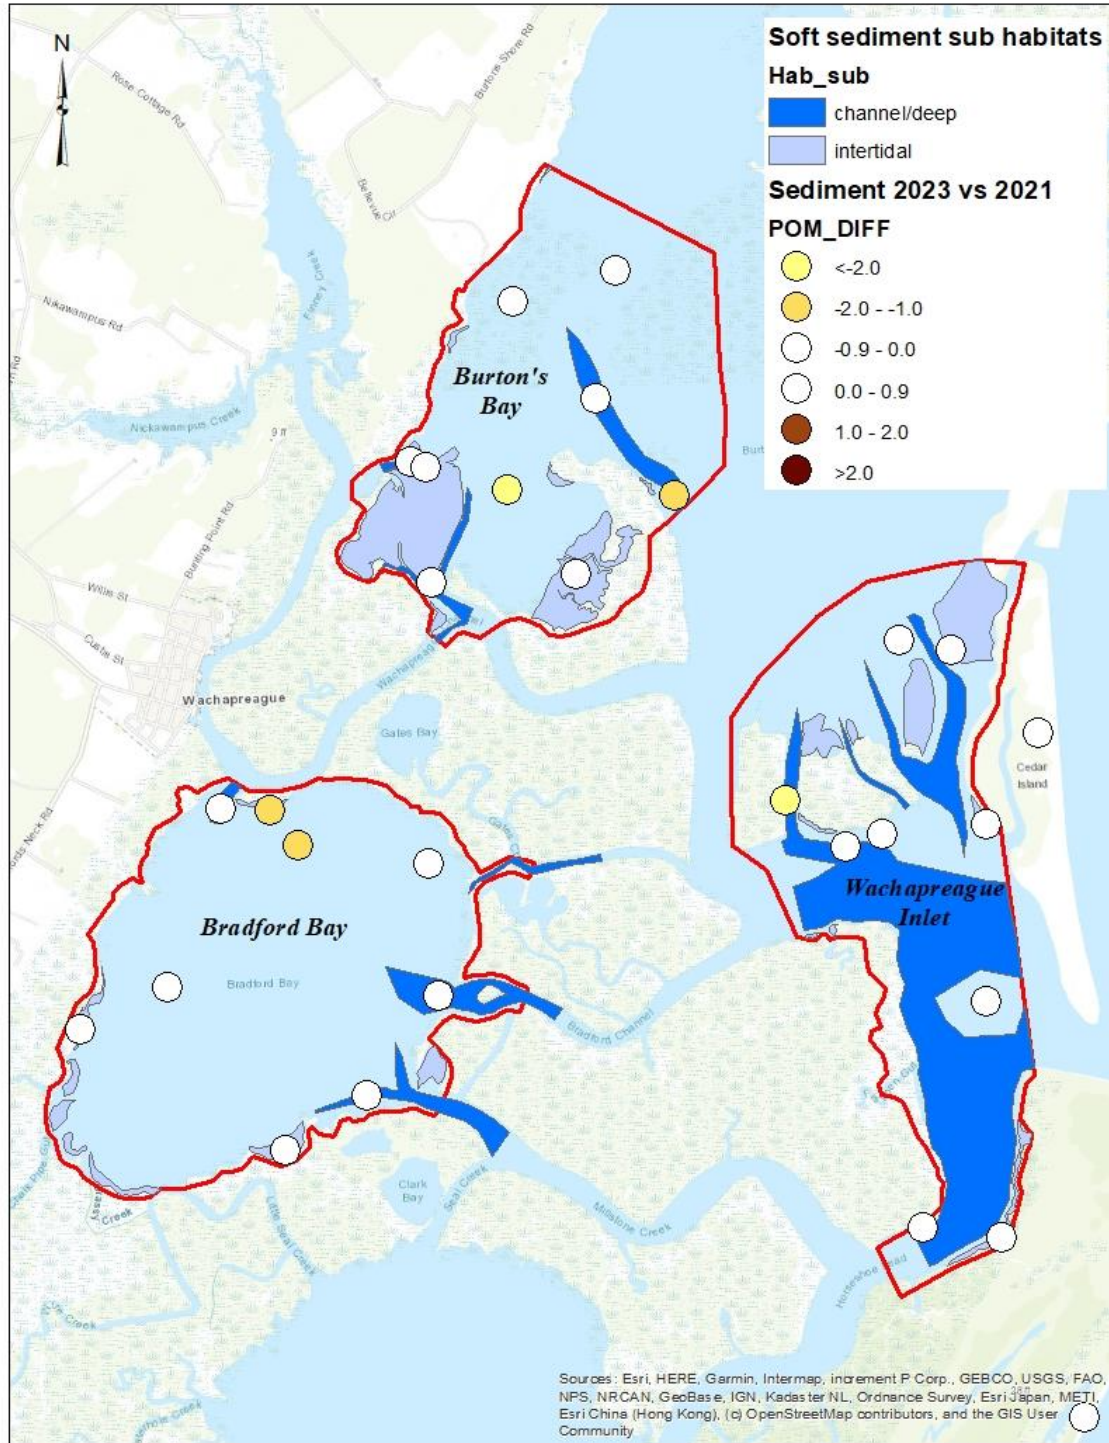 Soft sediment sub habitats
Hab_sub
channel/deep
intertidal
Sediment 2023 vs 2021
POM_DIFF
<-2.0
-2.0 - -1.0
-0.9 - 0.0
0.0 - 0.9
1.0 - 2.0
>2.0
N
Rose Cottage Rd
Burtons Shore Rd
Bellevue Cir
Finney Creek
Nikawampus Rd
Nickawampus Creek
9 ft
Burton's
Bay
Bunting Point Rd
Willis St
Custis St
Wachapreague
Wachapreague
Gales Bay
Cedar
Island
Wachapreague
Inlet
Bradford Bay
Bradford Bay
Bradford Channel
Clark
Bay
Seal Creek
Little Seal Creek
Creek
Millstone Creek
Horseshoe Lead
Sources: Esri, HERE, Garmin, Intermap, increment P Corp., GEBCO, USGS, FAO,
NPS, NRCAN, GeoBase, IGN, Kadaster NL, Ordnance Survey, Esri Japan, METI,
Esri China (Hong Kong), (c) OpenStreetMap contributors, and the GIS User
Community